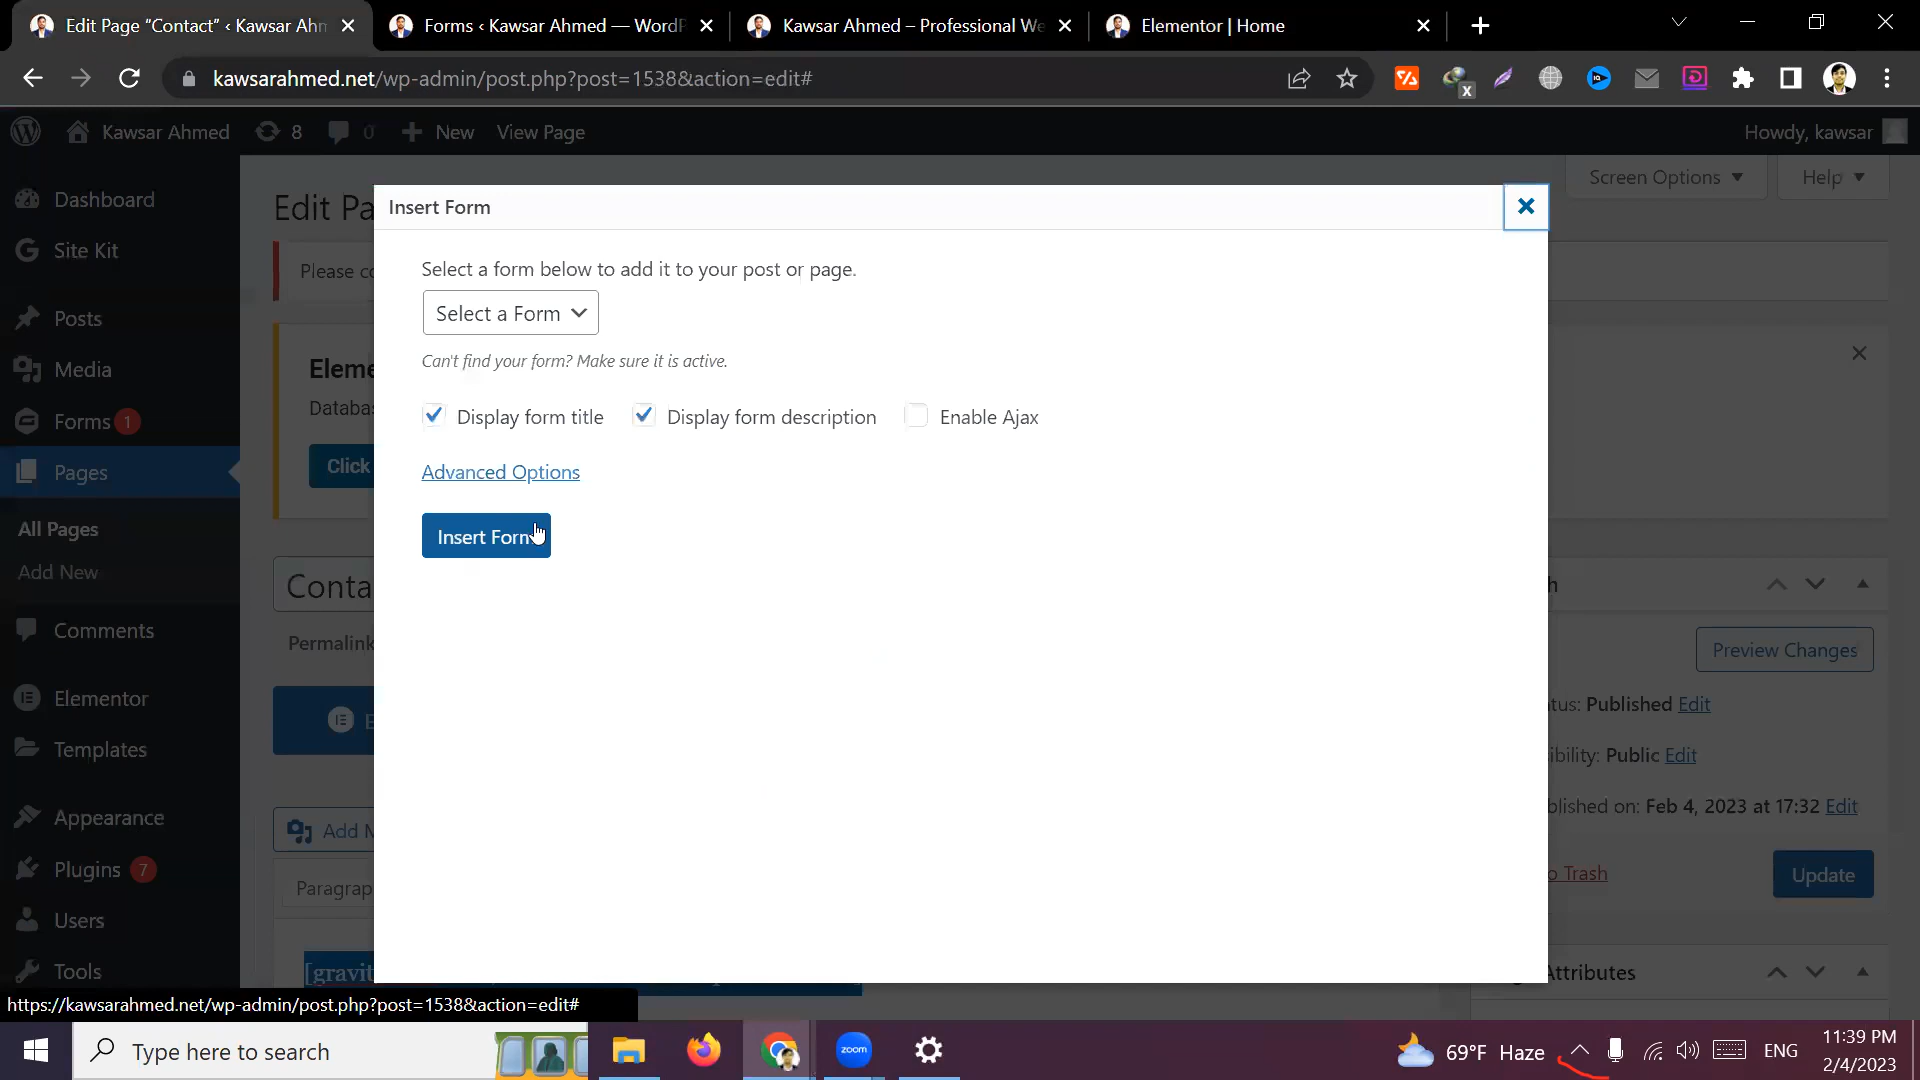 Edit Page “Contact” ‹ Kawsar Ahm
Forms ‹ Kawsar Ahmed — WordP
Kawsar Ahmed – Professional We
Elementor | Home
kawsarahmed.net/wp-admin/post.php?post=1538&action=edit#
Kawsar Ahmed
8
0
New
View Page
Howdy, kawsar
Dashboard
Site Kit
Posts
Media
Forms 1
Pages
All Pages
Add New
Comments
Elementor
Templates
Appearance
Plugins 7
Users
Tools
Edit Pa
Screen Options
Help
Please co
Eleme
Databas
Click
Conta
Permalink
E
Add M
Paragrap
[gravit
Insert Form
Select a form below to add it to your post or page.
Select a Form
Can't find your form? Make sure it is active.
Display form title
Display form description
Enable Ajax
Advanced Options
Insert Form
h
Preview Changes
tus: Published Edit
ibility: Public Edit
blished on: Feb 4, 2023 at 17:32 Edit
o Trash
Update
Attributes
https://kawsarahmed.net/wp-admin/post.php?post=1538&action=edit#
Type here to search
zoom
69°F Haze
ENG
11:39 PM
2/4/2023